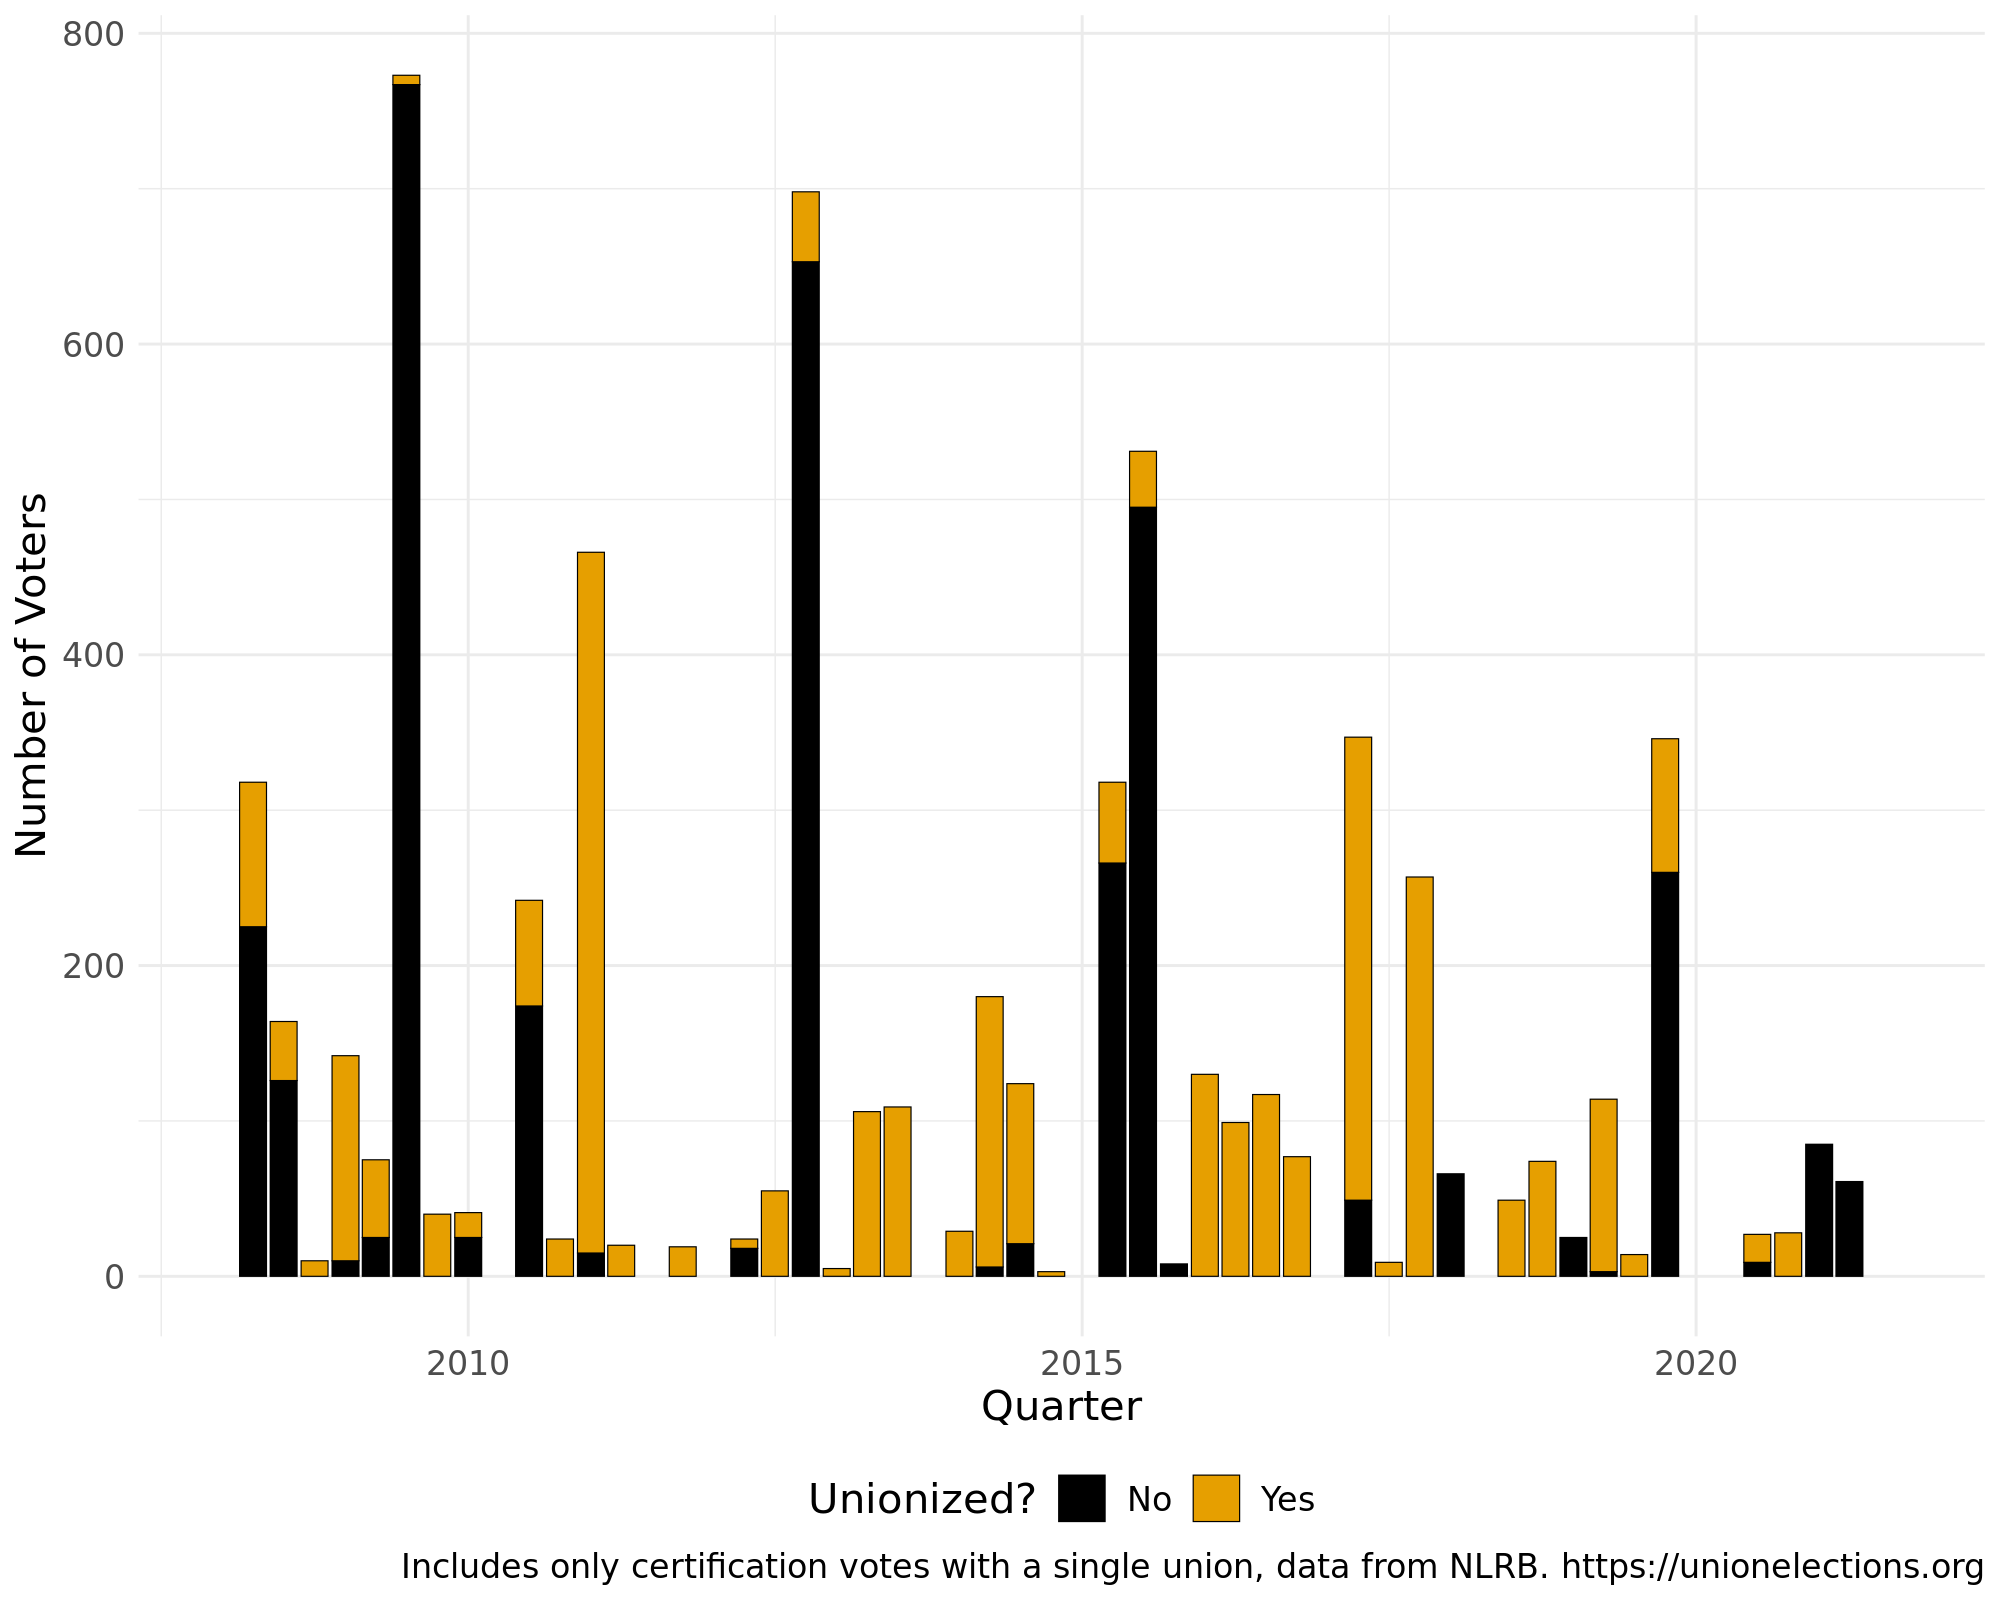 800
600
400
200
0
Number of Voters
2010 2015 2020
Quarter
Unionized? No Yes
Includes only certification votes with a single union, data from NLRB. https://unionelections.org